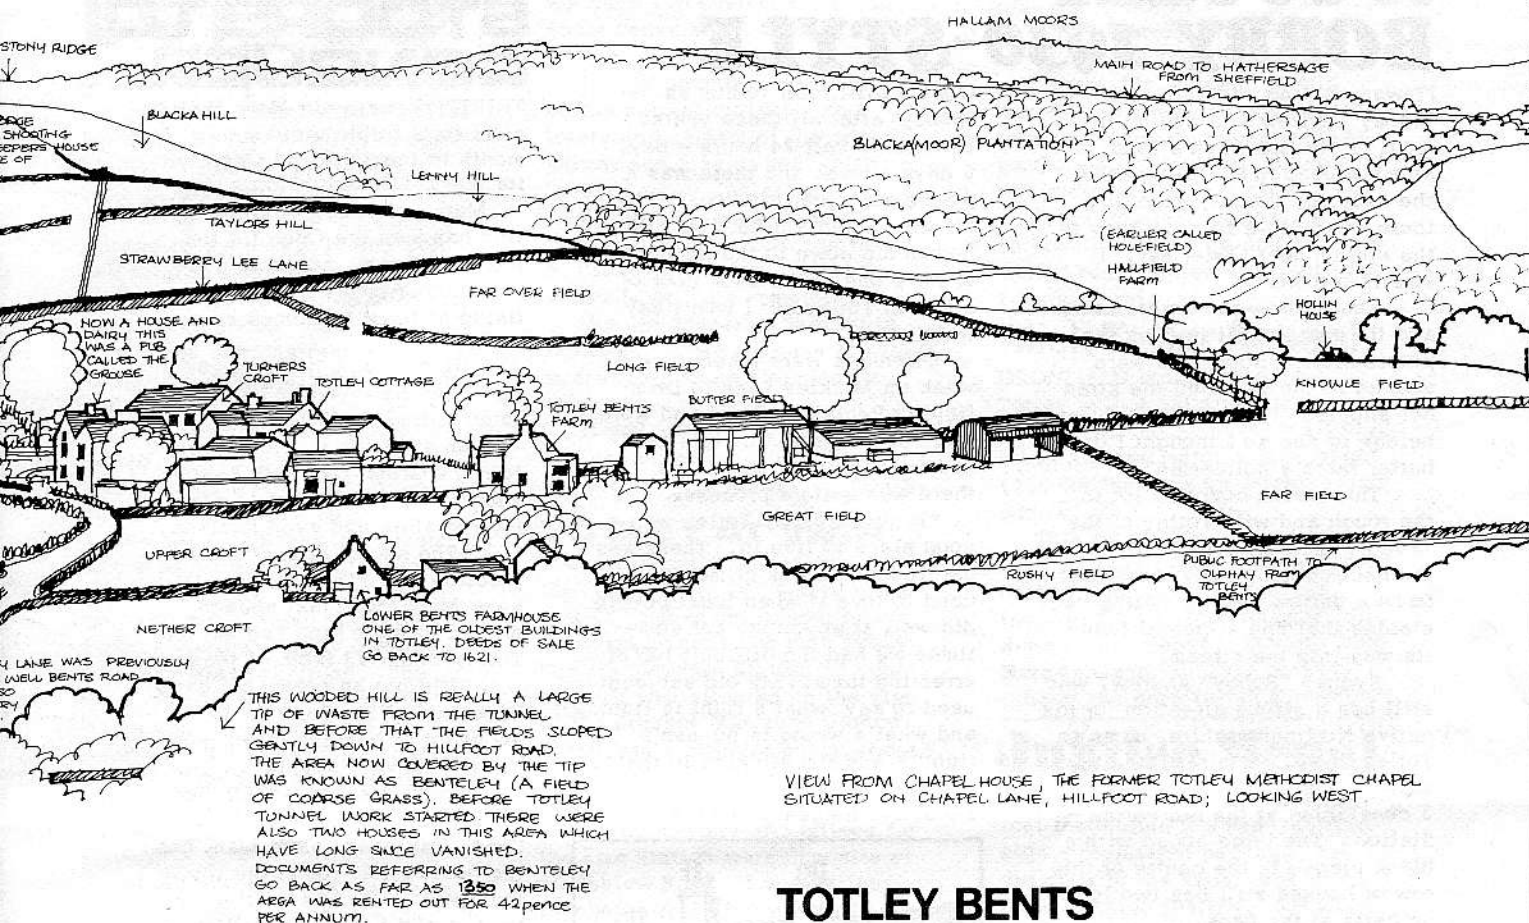 HALLAM MOORS
STONY RIDGE
MAIN ROAD TO HATHERSAGE
FROM SHEFFIELD
BLACKA HILL
SHOOTING
HOUSE
OF
BLACKA(MOOR) PLANTATION
LENNY HILL
TAYLORS HILL
(EARLIER CALLED
HOLEFIELD)
HALLFIELD
FARM
STRAWBERRY LEE LANE
FAR OVER FIELD
HOLLIN
HOUSE
NOW A HOUSE AND
DAIRY THIS
WAS A PUB
CALLED THE
GROUSE
TURNERS
CROFT
TOTLEY COTTAGE
LONG FIELD
KNOWLE FIELD
BUTTER FIELD
TOTLEY BENTS
FARM
FAR FIELD
GREAT FIELD
UPPER CROFT
PUBLIC FOOTPATH TO
OLDHAY FROM
TOTLEY
BENTS
RUSHY FIELD
NETHER CROFT
LOWER BENTS FARMHOUSE
ONE OF THE OLDEST BUILDINGS
IN TOTLEY. DEEDS OF SALE
GO BACK TO 1621.
LANE WAS PREVIOUSLY
WELL BENTS ROAD
THIS WOODED HILL IS REALLY A LARGE
TIP OF WASTE FROM THE TUNNEL
AND BEFORE THAT THE FIELDS SLOPED
GENTLY DOWN TO HILLFOOT ROAD.
THE AREA NOW COVERED BY THE TIP
WAS KNOWN AS BENTELEY (A FIELD
OF COARSE GRASS). BEFORE TOTLEY
TUNNEL WORK STARTED THERE WERE
ALSO TWO HOUSES IN THIS AREA WHICH
HAVE LONG SINCE VANISHED.
DOCUMENTS REFERRING TO BENTELEY
GO BACK AS FAR AS 1350 WHEN THE
AREA WAS RENTED OUT FOR 42pence
PER ANNUM.
VIEW FROM CHAPEL HOUSE, THE FORMER TOTLEY METHODIST CHAPEL
SITUATED ON CHAPEL LANE, HILLFOOT ROAD; LOOKING WEST.
TOTLEY BENTS